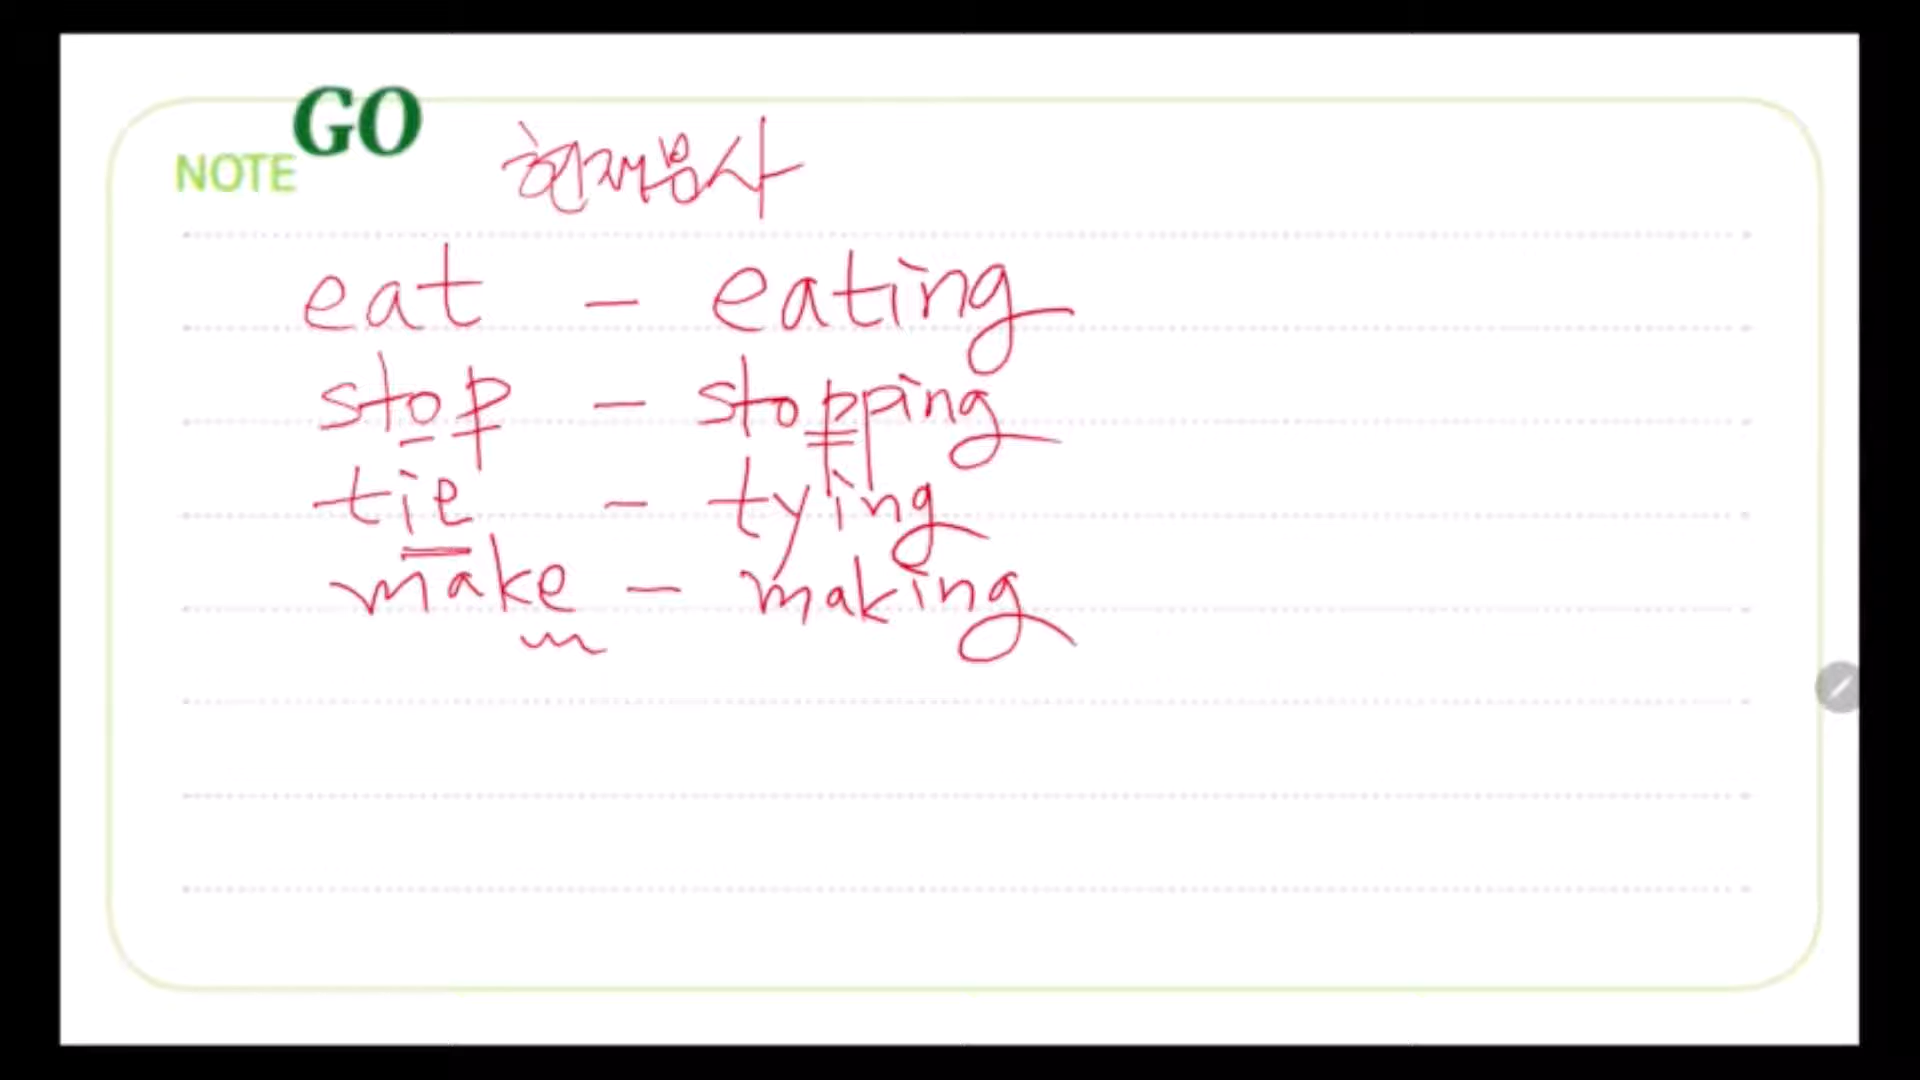 GO
NOTE
현재분사
eat - eating
stop - stopping
tie - tying
make - making